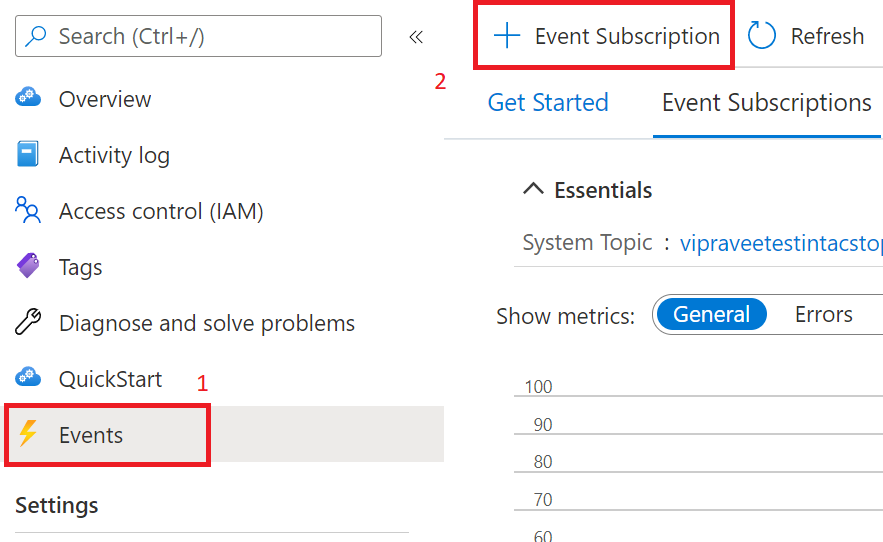 Search (Ctrl+/)
«
Overview
Activity log
Access control (IAM)
Tags
Diagnose and solve problems
QuickStart
1
Events
Settings
2
+ Event Subscription
Refresh
Get Started
Event Subscriptions
Essentials
System Topic : vipraveetestintacstop
Show metrics:
General
Errors
100
90
80
70
60